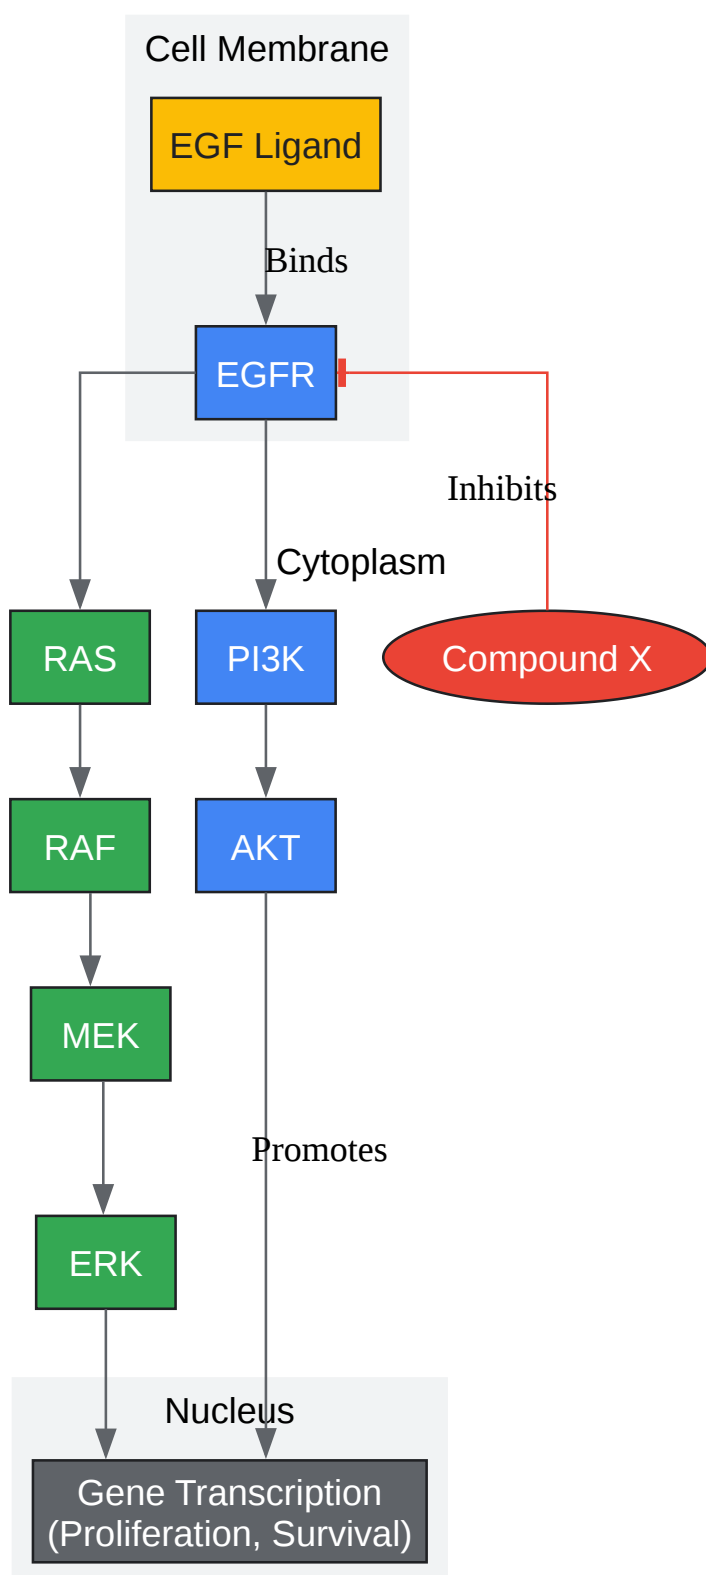 Cell Membrane
EGF Ligand
Binds
EGFR
Inhibits
Cytoplasm
RAS
PI3K
Compound X
RAF
AKT
MEK
Promotes
ERK
Nucleus
Gene Transcription
(Proliferation, Survival)